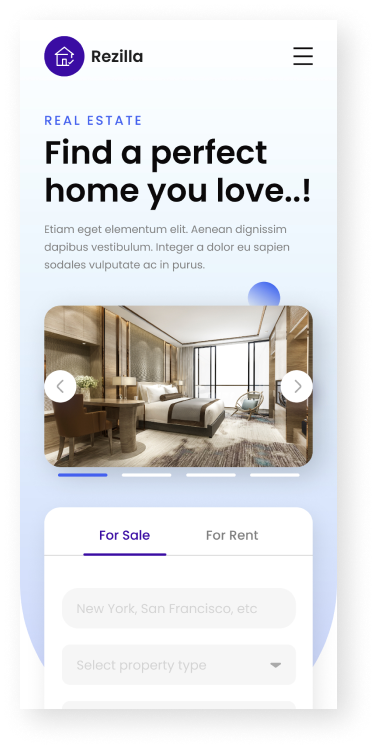 Rezilla
REAL ESTATE
Find a perfect
home you love..!
Etiam eget elementum elit. Aenean dignissim
dapibus vestibulum. Integer a dolor eu sapien
sodales vulputate ac in purus.
For Sale
For Rent
New York, San Francisco, etc
Select property type